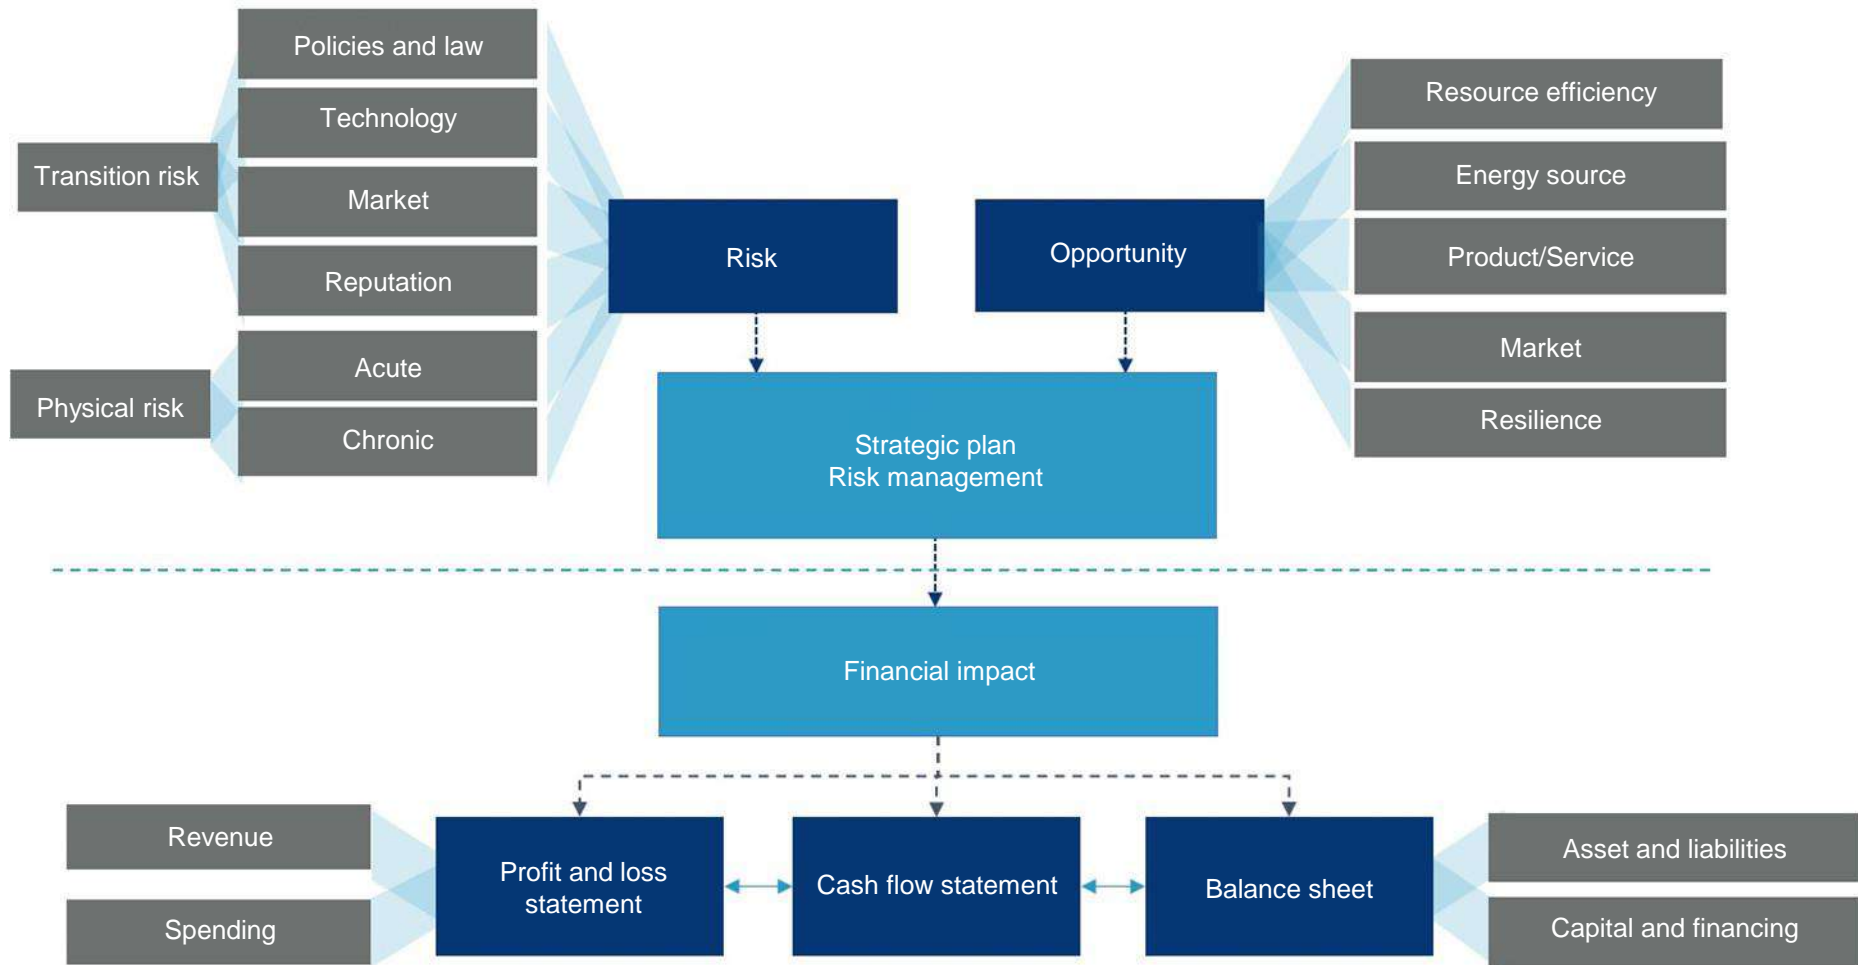 Policies and law
Technology
Transition risk
Market
Reputation
Physical risk
Acute
Chronic
Risk
Opportunity
Resource efficiency
Energy source
Product/Service
Market
Resilience
Strategic plan
Risk management
Financial impact
Revenue
Spending
Profit and loss
statement
Cash flow statement
Balance sheet
Asset and liabilities
Capital and financing